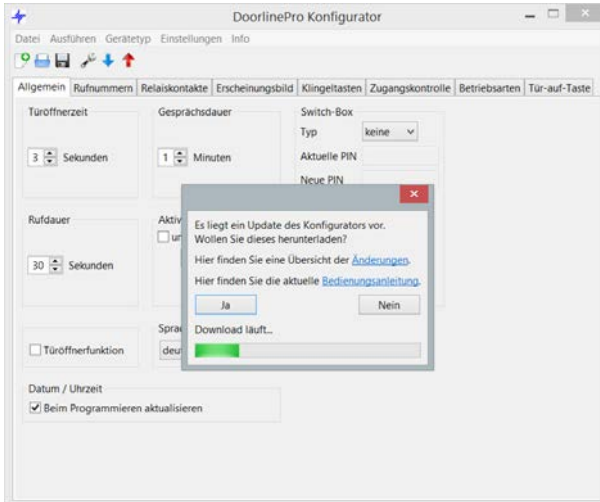 DoorlinePro Konfigurator
Datei Ausführen Gerätetyp Einstellungen Info
Allgemein Rufnummern Relaiskontakte Erscheinungsbild Klingeltasten Zugangskontrolle Betriebsarten Tür-auf-Taste
Türöffnerzeit Gesprächsdauer Switch-Box
Typ keine
3 Sekunden 1 Minuten Aktuelle PIN
Neue PIN
Rufdauer
Es liegt ein Update des Konfigurators vor.
Wollen Sie dieses herunterladen?
Hier finden Sie eine Übersicht der Änderungen.
30 Sekunden
Hier finden Sie die aktuelle Bedienungsanleitung.
Ja Nein
Download läuft...
Türöffnerfunktion
Datum / Uhrzeit
Beim Programmieren aktualisieren